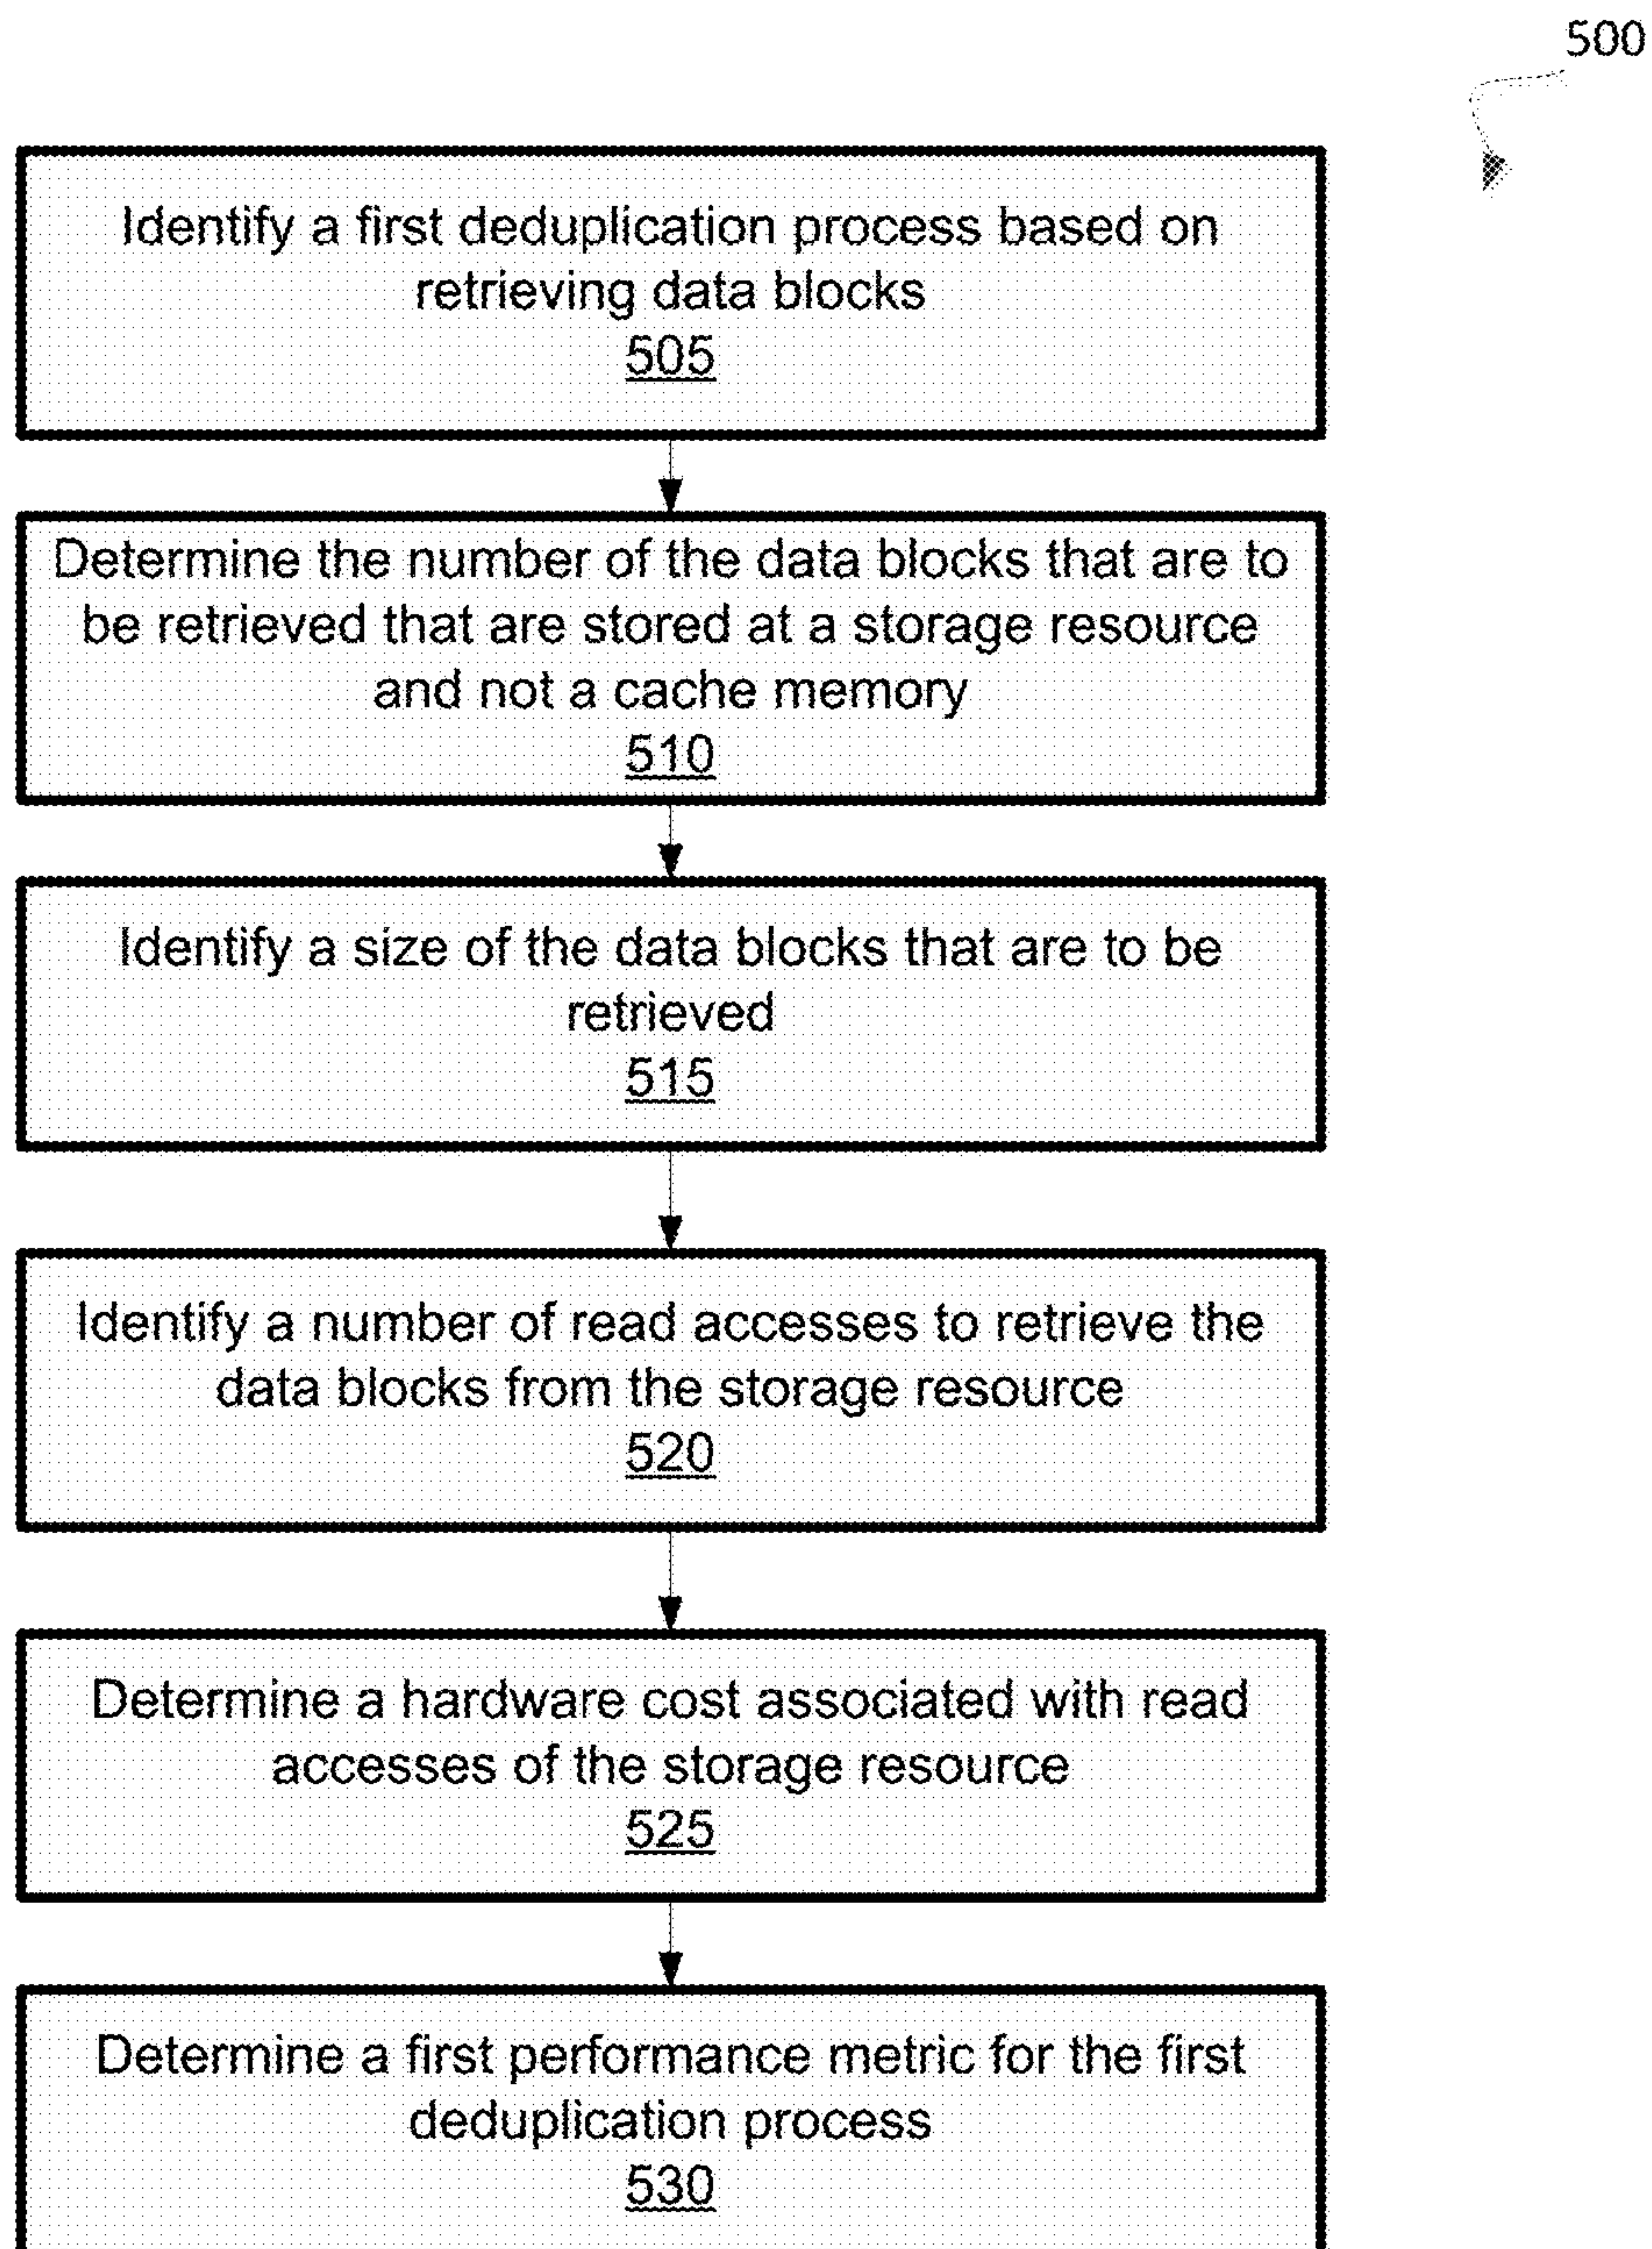 500
Identify a first deduplication process based on
retrieving data blocks
505
Determine the number of the data blocks that are to
be retrieved that are stored at a storage resource
and not a cache memory
510
Identify a size of the data blocks that are to be
retrieved
515
Identify a number of read accesses to retrieve the
data blocks from the storage resource
520
Determine a hardware cost associated with read
accesses of the storage resource
525
Determine a first performance metric for the first
deduplication process
530